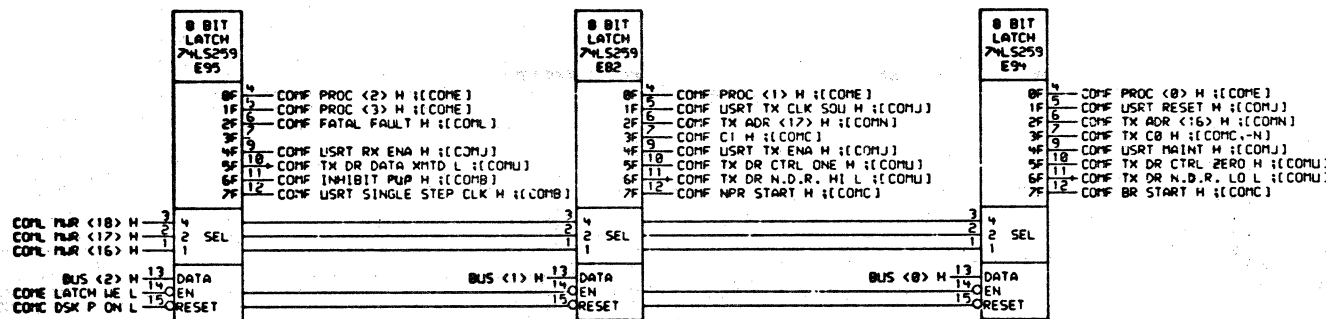 8 BIT
LATCH
74LS259
E95
0F 4 COMF PROC <2> H ;[COME]
1F 5 COMF PROC <3> H ;[COME]
2F 6 COMF FATAL FAULT H ;[COML]
3F 7
4F 9 COMF USRT RX ENA H ;[COMJ]
5F 10 COMF TX DR DATA XMTD L ;[COMU]
6F 11 COMF INHIBIT PUP H ;[COMB]
7F 12 COMF USRT SINGLE STEP CLK H ;[COMB]
COML MWR <18> H 3 4
COML MWR <17> H 2 2 SEL
COML MWR <16> H 1 1
BUS <2> H 13 DATA
COME LATCH WE L 14 EN
COMC DSK P ON L 15 RESET
8 BIT
LATCH
74LS259
E82
0F 4 COMF PROC <1> H ;[COME]
1F 5 COMF USRT TX CLK SOU H ;[COMJ]
2F 6 COMF TX ADR <17> H ;[COMN]
3F 7 COMF C1 H ;[COMC]
4F 9 COMF USRT TX ENA H ;[COMJ]
5F 10 COMF TX DR CTRL ONE H ;[COMU]
6F 11 COMF TX DR N.D.R. HI L ;[COMU]
7F 12 COMF NPR START H ;[COMC]
3 4
2 2 SEL
1 1
BUS <1> H 13 DATA
14 EN
15 RESET
8 BIT
LATCH
74LS259
E94
0F 4 COMF PROC <0> H ;[COME]
1F 5 COMF USRT RESET H ;[COMJ]
2F 6 COMF TX ADR <16> H ;[COMN]
3F 7 COMF TX C0 H ;[COMC,-N]
4F 9 COMF USRT MAINT H ;[COMJ]
5F 10 COMF TX DR CTRL ZERO H ;[COMU]
6F 11 COMF TX DR N.D.R. LO L ;[COMU]
7F 12 COMF BR START H ;[COMC]
3 4
2 2 SEL
1 1
BUS <0> H 13 DATA
14 EN
15 RESET